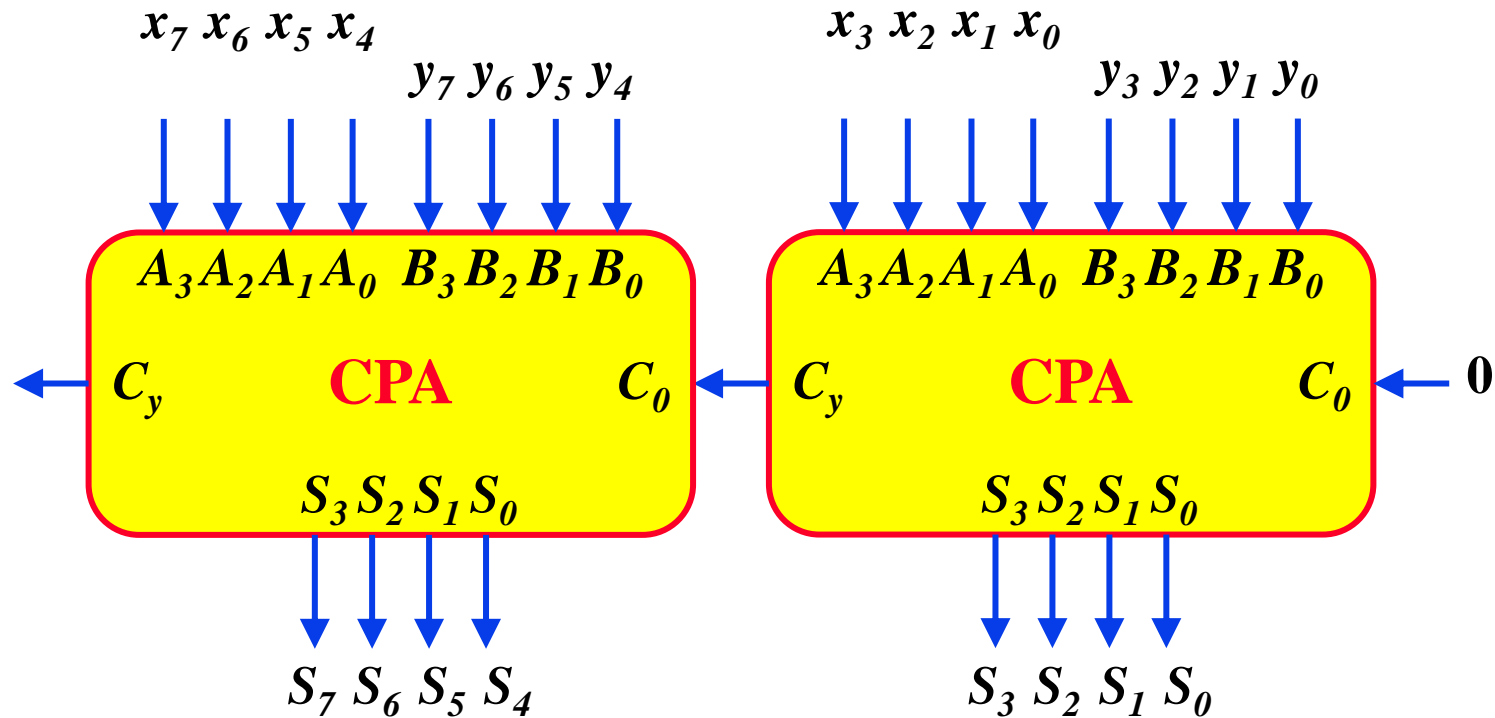 x₇ x₆ x₅ x₄ x₃ x₂ x₁ x₀
y₇ y₆ y₅ y₄ y₃ y₂ y₁ y₀
A₃ A₂ A₁ A₀ B₃ B₂ B₁ B₀ A₃ A₂ A₁ A₀ B₃ B₂ B₁ B₀
C_y CPA C₀ C_y CPA C₀ 0
S₃ S₂ S₁ S₀ S₃ S₂ S₁ S₀
S₇ S₆ S₅ S₄ S₃ S₂ S₁ S₀